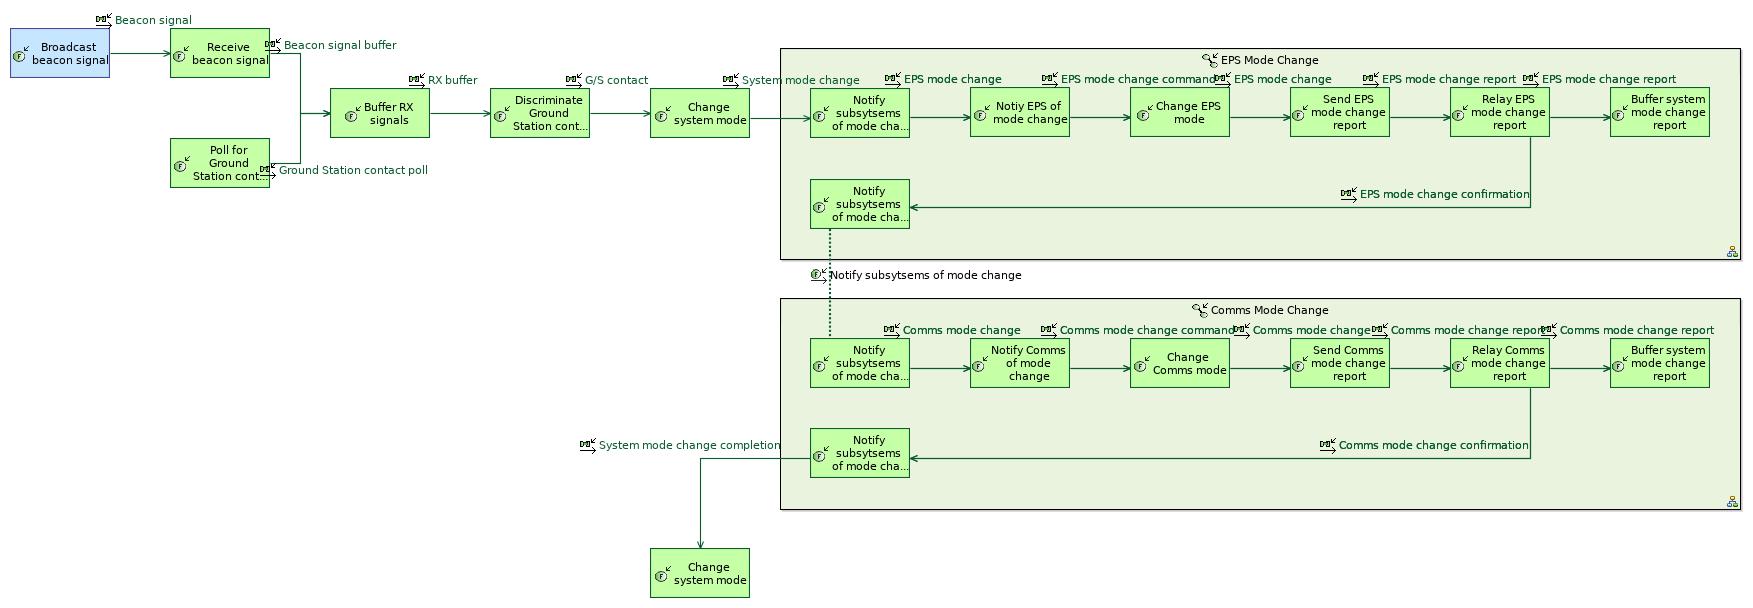 Beacon signal
Broadcast
beacon signal
Receive
beacon signal
Beacon signal buffer
Poll for
Ground
Station cont...
Ground Station contact poll
Buffer RX
signals
RX buffer
Discriminate
Ground
Station cont...
G/S contact
Change
system mode
System mode change
EPS Mode Change
Notify
subsystems
of mode cha...
EPS mode change
Notiy EPS of
mode change
EPS mode change command
Change EPS
mode
EPS mode change
Send EPS
mode change
report
EPS mode change report
Relay EPS
mode change
report
EPS mode change report
Buffer system
mode change
report
EPS mode change confirmation
Notify
subsytsems
of mode cha...
Notify subsytsems of mode change
Comms Mode Change
Notify
subsytsems
of mode cha...
Comms mode change
Notify Comms
of mode
change
Comms mode change command
Change
Comms mode
Comms mode change
Send Comms
mode change
report
Comms mode change report
Relay Comms
mode change
report
Comms mode change report
Buffer system
mode change
report
Comms mode change confirmation
Notify
subsytsems
of mode cha...
System mode change completion
Change
system mode